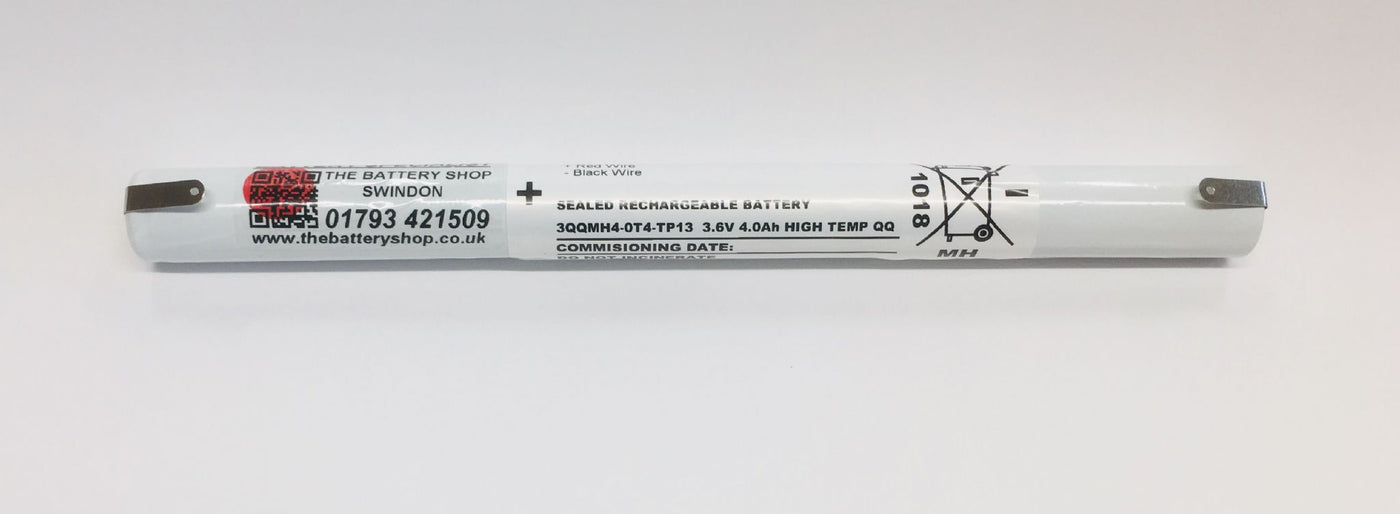 THE BATTERY SHOP
SWINDON
01793 421509
www.thebatteryshop.co.uk
+
+ Red Wire
- Black Wire
SEALED RECHARGEABLE BATTERY
3QQMH4-0T4-TP13 3.6V 4.0Ah HIGH TEMP QQ
COMMISIONING DATE:
DO NOT INCINERATE
1018
MH
-